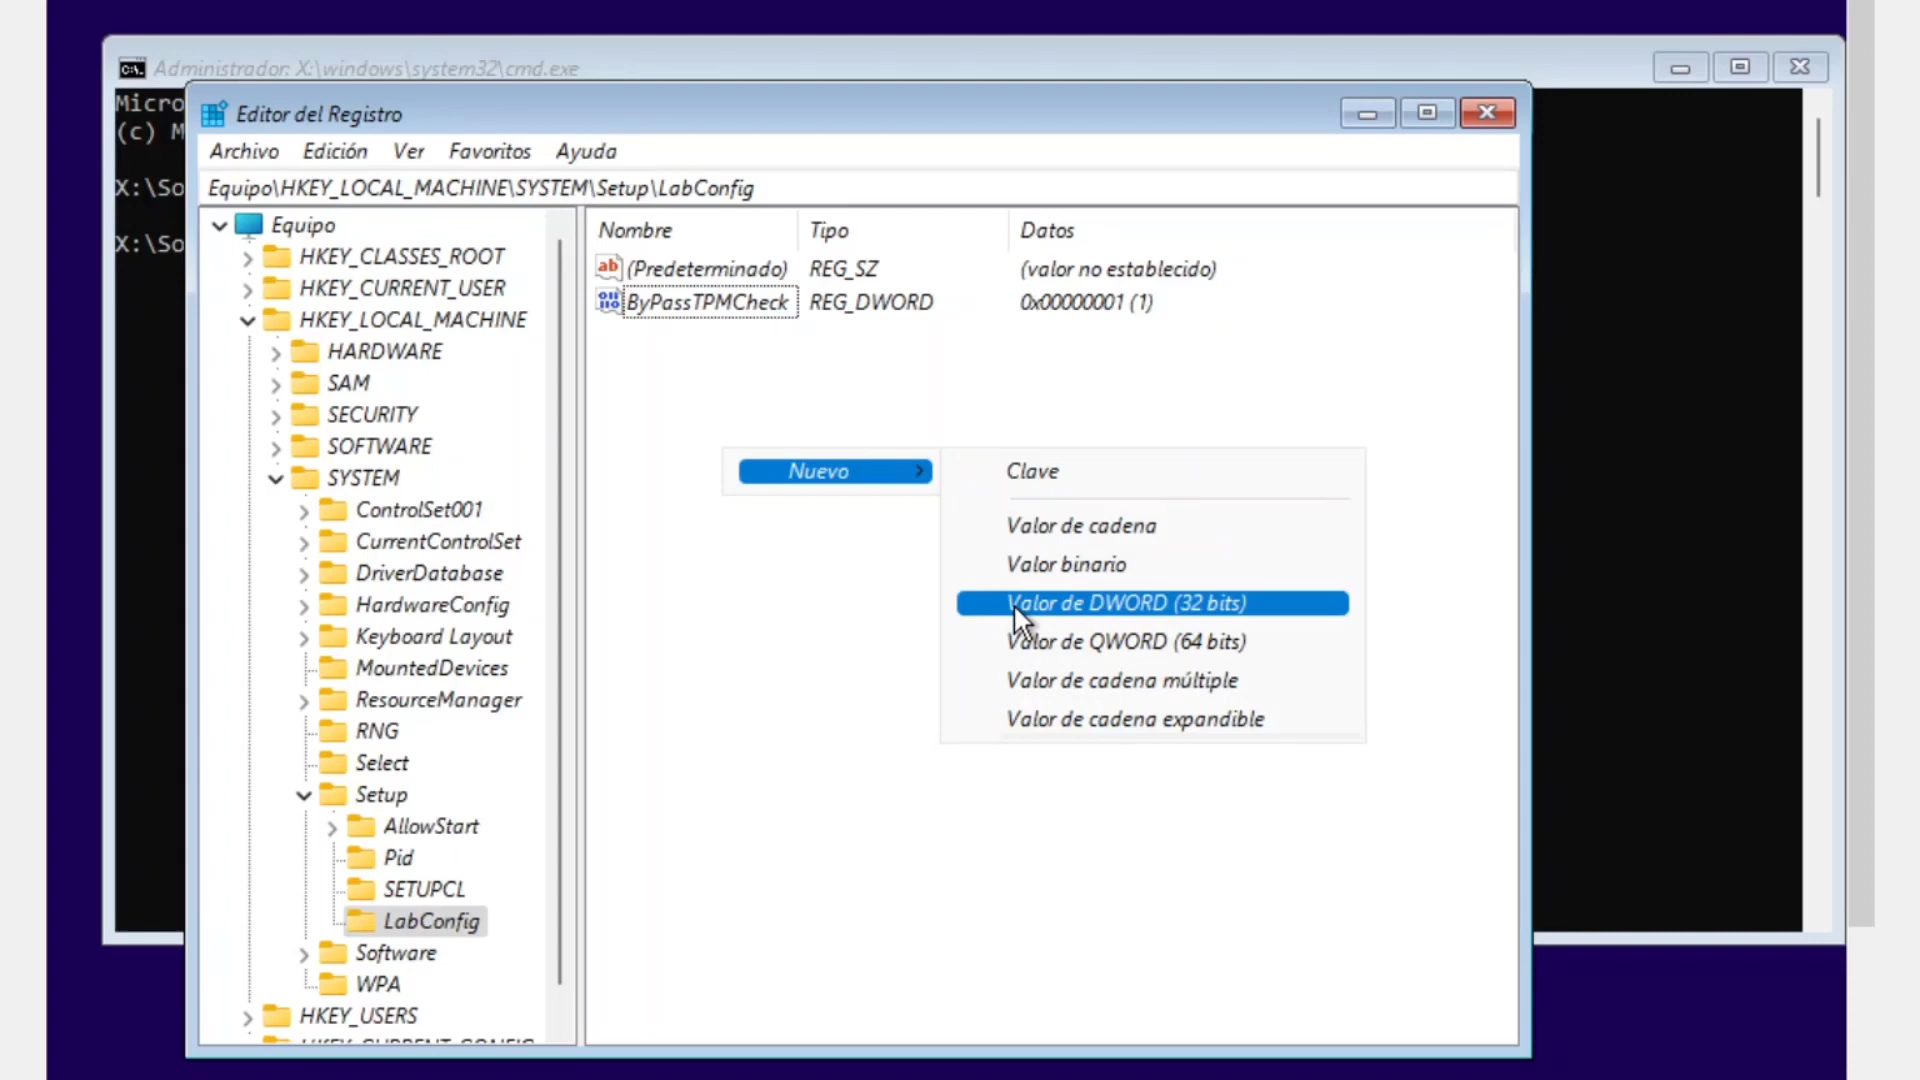 Administrador: X:\windows\system32\cmd.exe
Micro
(c) M
X:\So
X:\So
Editor del Registro
Archivo Edición Ver Favoritos Ayuda
Equipo\HKEY_LOCAL_MACHINE\SYSTEM\Setup\LabConfig
Equipo
HKEY_CLASSES_ROOT
HKEY_CURRENT_USER
HKEY_LOCAL_MACHINE
HARDWARE
SAM
SECURITY
SOFTWARE
SYSTEM
ControlSet001
CurrentControlSet
DriverDatabase
HardwareConfig
Keyboard Layout
MountedDevices
ResourceManager
RNG
Select
Setup
AllowStart
Pid
SETUPCL
LabConfig
Software
WPA
HKEY_USERS
HKEY_CURRENT_CONFIG
Nombre Tipo Datos
(Predeterminado) REG_SZ (valor no establecido)
ByPassTPMCheck REG_DWORD 0x00000001 (1)
Nuevo
Clave
Valor de cadena
Valor binario
Valor de DWORD (32 bits)
Valor de QWORD (64 bits)
Valor de cadena múltiple
Valor de cadena expandible